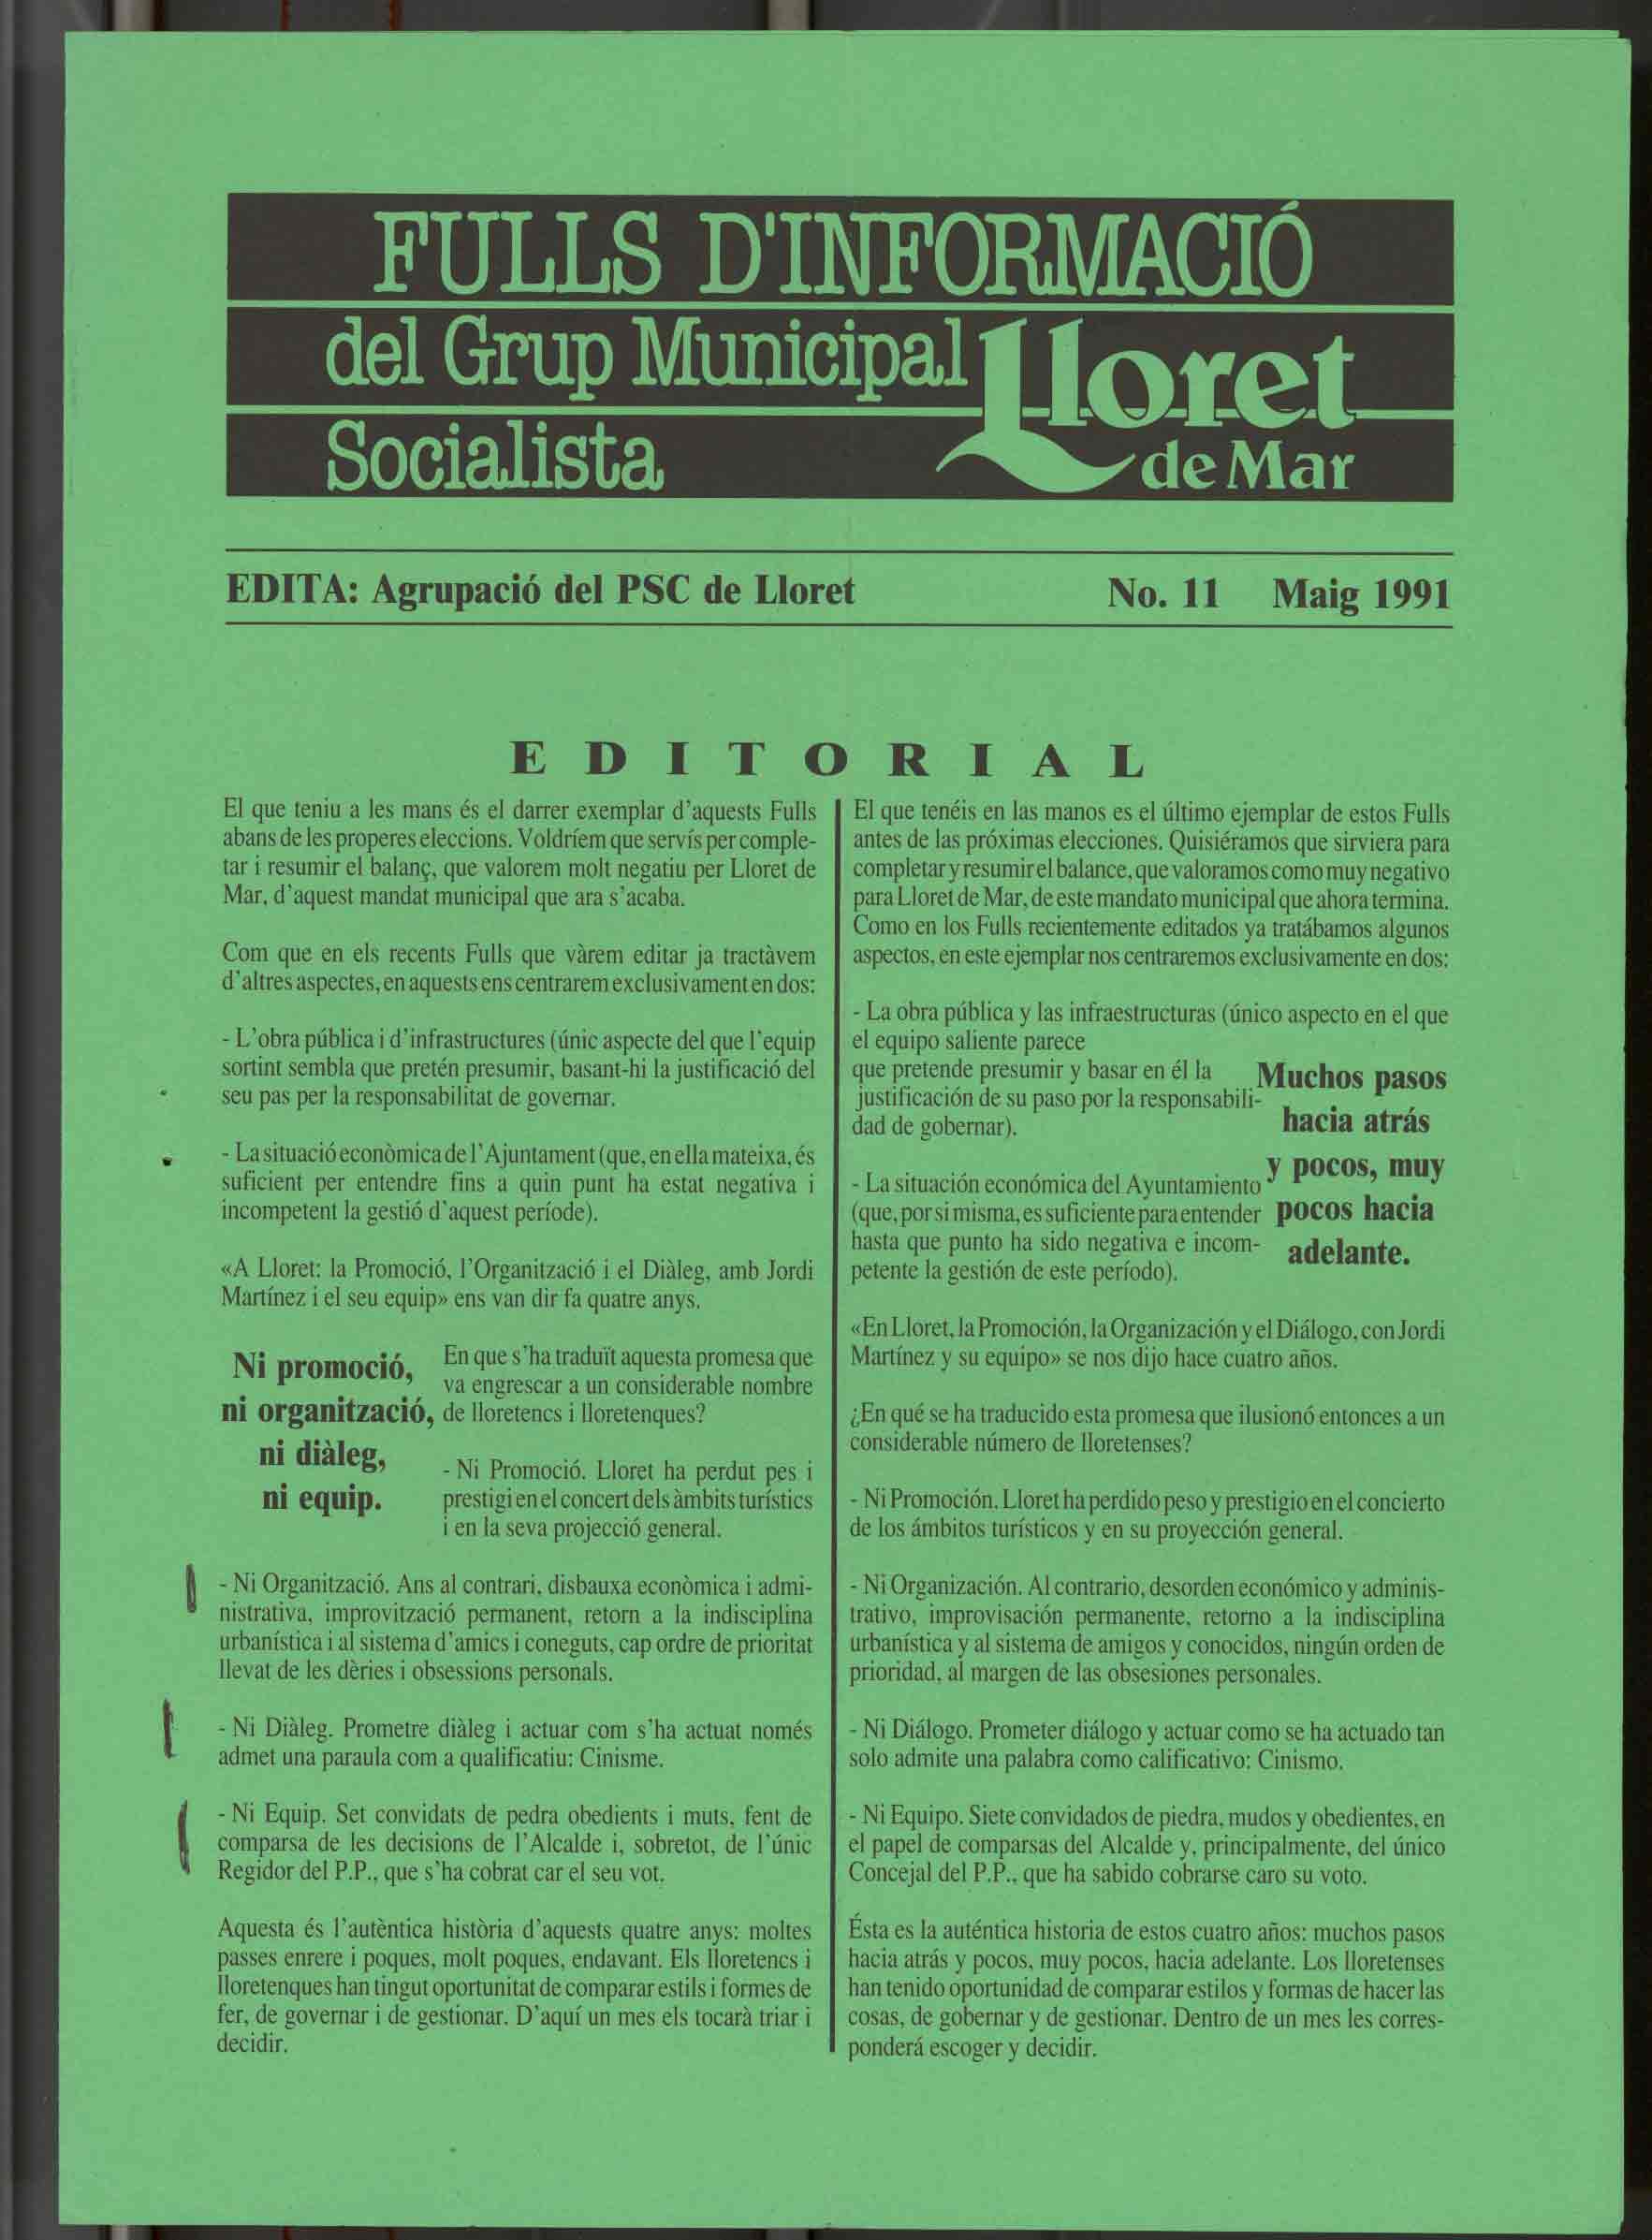 FULLS D'INFORMACIÓ
del Grup Municipal
Socialista
Lloret
de Mar
EDITA: Agrupació del PSC de Lloret
No. 11 Maig 1991
EDITORIAL
El que teniu a les mans és el darrer exemplar d'aquests Fulls
abans de les properes eleccions. Voldríem que servís per comple-
tar i resumir el balanç, que valorem molt negatiu per Lloret de
Mar, d'aquest mandat municipal que ara s'acaba.
Com que en els recents Fulls que vàrem editar ja tractàvem
d'altres aspectes, en aquests ens centrarem exclusivament en dos:
- L'obra pública i d'infrastructures (únic aspecte del que l'equip
sortint sembla que pretén presumir, basant-hi la justificació del
seu pas per la responsabilitat de governar.
- La situació econòmica de l'Ajuntament (que, en ella mateixa, és
suficient per entendre fins a quin punt ha estat negativa i
incompetent la gestió d'aquest període).
«A Lloret: la Promoció, l'Organització i el Diàleg, amb Jordi
Martínez i el seu equip» ens van dir fa quatre anys.
Ni promoció,
ni organització,
ni diàleg,
ni equip.
En que s'ha traduït aquesta promesa que
va engrescar a un considerable nombre
de lloretencs i lloretenques?
- Ni Promoció. Lloret ha perdut pes i
prestigi en el concert dels àmbits turístics
i en la seva projecció general.
- Ni Organització. Ans al contrari, disbauxa econòmica i admi-
nistrativa, improvització permanent, retorn a la indisciplina
urbanística i al sistema d'amics i coneguts, cap ordre de prioritat
llevat de les dèries i obsessions personals.
- Ni Diàleg. Prometre diàleg i actuar com s'ha actuat només
admet una paraula com a qualificatiu: Cinisme.
- Ni Equip. Set convidats de pedra obedients i muts, fent de
comparsa de les decisions de l'Alcalde i, sobretot, de l'únic
Regidor del P.P., que s'ha cobrat car el seu vot.
Aquesta és l'autèntica història d'aquests quatre anys: moltes
passes enrere i poques, molt poques, endavant. Els lloretencs i
lloretenques han tingut oportunitat de comparar estils i formes de
fer, de governar i de gestionar. D'aquí un mes els tocarà triar i
decidir.
El que tenéis en las manos es el último ejemplar de estos Fulls
antes de las próximas elecciones. Quisiéramos que sirviera para
completar y resumir el balance, que valoramos como muy negativo
para Lloret de Mar, de este mandato municipal que ahora termina.
Como en los Fulls recientemente editados ya tratábamos algunos
aspectos, en este ejemplar nos centraremos exclusivamente en dos:
- La obra pública y las infraestructuras (único aspecto en el que
el equipo saliente parece
que pretende presumir y basar en él la
justificación de su paso por la responsabili-
dad de gobernar).
- La situación económica del Ayuntamiento
(que, por si misma, es suficiente para entender
hasta que punto ha sido negativa e incom-
petente la gestión de este período).
Muchos pasos
hacia atrás
y pocos, muy
pocos hacia
adelante.
«En Lloret, la Promoción, la Organización y el Diálogo, con Jordi
Martínez y su equipo» se nos dijo hace cuatro años.
¿En qué se ha traducido esta promesa que ilusionó entonces a un
considerable número de lloretenses?
- Ni Promoción. Lloret ha perdido peso y prestigio en el concierto
de los ámbitos turísticos y en su proyección general.
- Ni Organización. Al contrario, desorden económico y adminis-
trativo, improvisación permanente, retorno a la indisciplina
urbanística y al sistema de amigos y conocidos, ningún orden de
prioridad, al margen de las obsesiones personales.
- Ni Diálogo. Prometer diálogo y actuar como se ha actuado tan
solo admite una palabra como calificativo: Cinismo.
- Ni Equipo. Siete convidados de piedra, mudos y obedientes, en
el papel de comparsas del Alcalde y, principalmente, del único
Concejal del P.P., que ha sabido cobrarse caro su voto.
Ésta es la auténtica historia de estos cuatro años: muchos pasos
hacia atrás y pocos, muy pocos, hacia adelante. Los lloretenses
han tenido oportunidad de comparar estilos y formas de hacer las
cosas, de gobernar y de gestionar. Dentro de un mes les corres-
ponderá escoger y decidir.